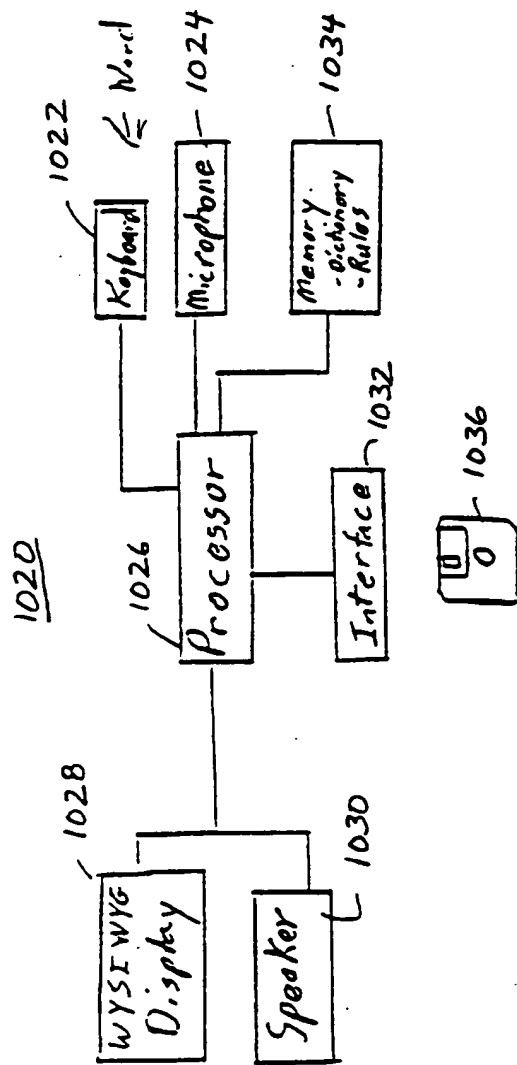 1020
1022
Keyboard
Word
Microphone
1024
1026
Processor
Memory.
- Dictionary
- Rules
1034
1028
WYSIWYG
Display
Speaker
1030
Interface
1032
1036